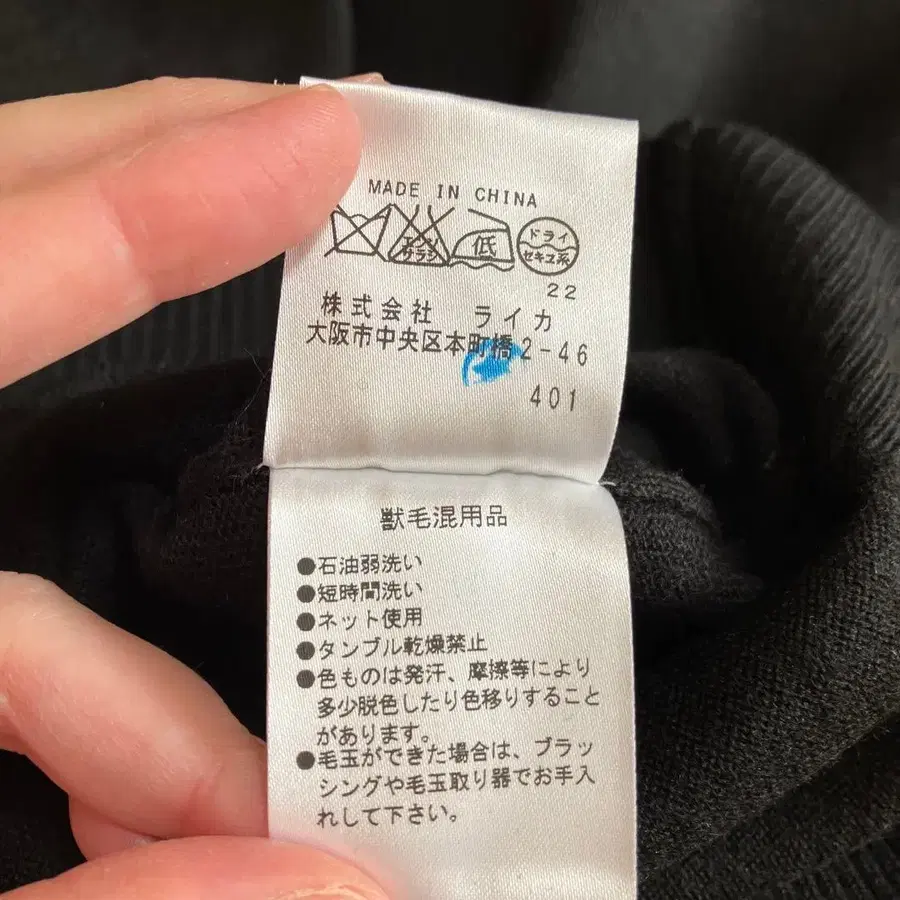 MADE IN CHINA
エンソ
サラシ
低
ドライ
セキユ系
22
株式会社 ライカ
大阪市中央区本町橋2-46
401
獣毛混用品
●石油弱洗い
●短時間洗い
●ネット使用
●タンブル乾燥禁止
●色ものは発汗、摩擦等により
多少脱色したり色移りすること
があります。
●毛玉ができた場合は、ブラッ
シングや毛玉取り器でお手入
れして下さい。